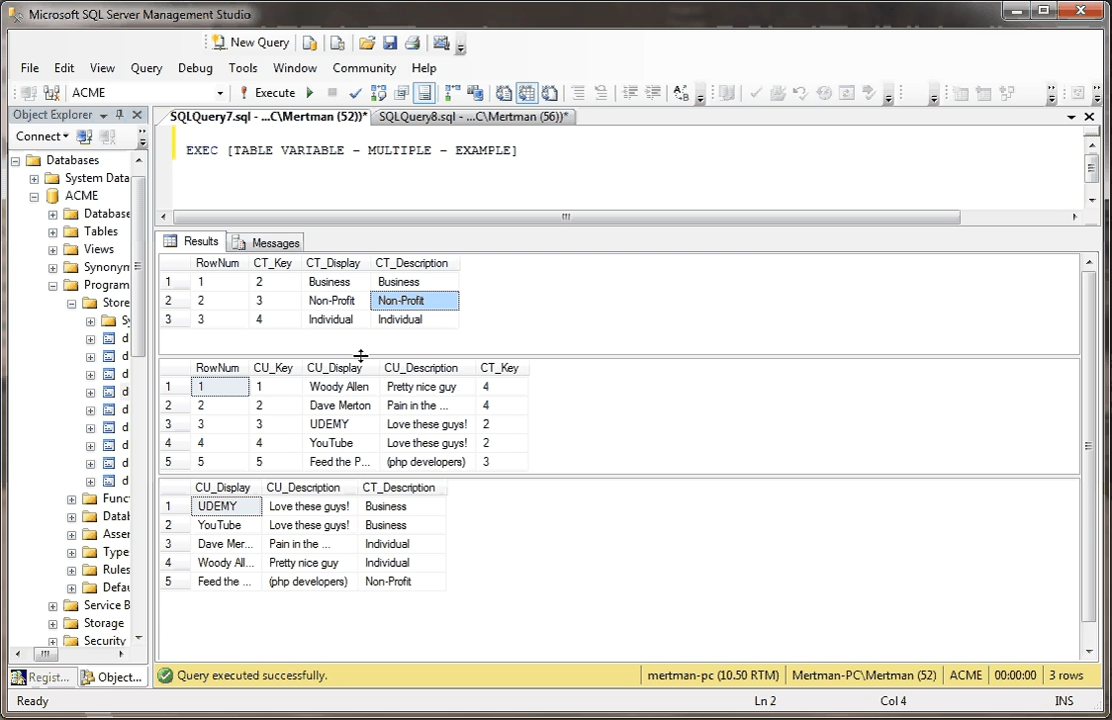 Microsoft SQL Server Management Studio
New Query
File Edit View Query Debug Tools Window Community Help
ACME Execute
Object Explorer
SQLQuery7.sql - ...C\Mertman (52))* SQLQuery8.sql - ...C\Mertman (56))*
Connect
EXEC [TABLE VARIABLE - MULTIPLE - EXAMPLE]
Databases
System Data
ACME
Database
Tables
Views
Synonym
Program
Store
Sy
d
d
d
d
d
d
d
d
d
Func
Datal
Asser
Type
Rules
Defau
Service B
Storage
Security
Results Messages
RowNum CT_Key CT_Display CT_Description
1 1 2 Business Business
2 2 3 Non-Profit Non-Profit
3 3 4 Individual Individual
RowNum CU_Key CU_Display CU_Description CT_Key
1 1 1 Woody Allen Pretty nice guy 4
2 2 2 Dave Merton Pain in the ... 4
3 3 3 UDEMY Love these guys! 2
4 4 4 YouTube Love these guys! 2
5 5 5 Feed the P... (php developers) 3
CU_Display CU_Description CT_Description
1 UDEMY Love these guys! Business
2 YouTube Love these guys! Business
3 Dave Mer... Pain in the ... Individual
4 Woody All... Pretty nice guy Individual
5 Feed the ... (php developers) Non-Profit
Regist... Object...
Query executed successfully. mertman-pc (10.50 RTM) Mertman-PC\Mertman (52) ACME 00:00:00 3 rows
Ready Ln 2 Col 4 INS